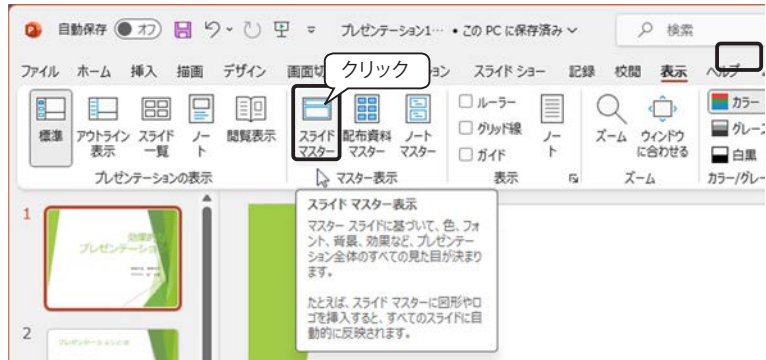 自動保存 オフ プレゼンテーション1… • この PC に保存済み 検索
ファイル ホーム 挿入 描画 デザイン 画面切 ション スライド ショー 記録 校閲 表示 ヘルプ
クリック
標準
アウトライン
表示
スライド
一覧
ノー
ト
閲覧表示
プレゼンテーションの表示
スライド
マスター
配布資料
マスター
ノート
マスター
マスター表示
ルーラー
グリッド線
ガイド
ノー
ト
表示
ズーム
ウィンドウ
に合わせる
ズーム
カラー
グレース
白黒
カラー/グレー
スライド マスター表示
マスター スライドに基づいて、色、フォ
ント、背景、効果など、プレゼンテー
ション全体のすべての見た目が決まり
ます。
たとえば、スライド マスターに図形やロ
ゴを挿入すると、すべてのスライドに自
動的に反映されます。
1
効果的な
プレゼンテーション
2
プレゼンテーションとは